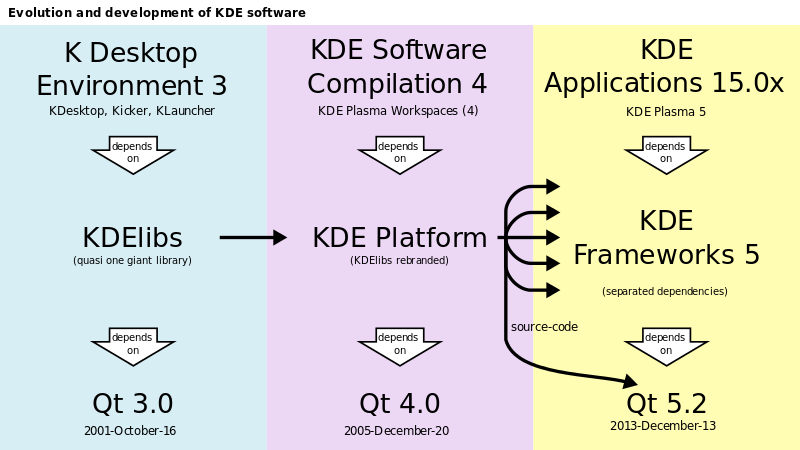 Evolution and development of KDE software
K Desktop
Environment 3
KDesktop, Kicker, KLauncher
depends
on
KDElibs
(quasi one giant library)
depends
on
Qt 3.0
2001-October-16
KDE Software
Compilation 4
KDE Plasma Workspaces (4)
depends
on
KDE Platform
(KDElibs rebranded)
depends
on
Qt 4.0
2005-December-20
KDE
Applications 15.0x
KDE Plasma 5
depends
on
KDE
Frameworks 5
(separated dependencies)
source-code
depends
on
Qt 5.2
2013-December-13